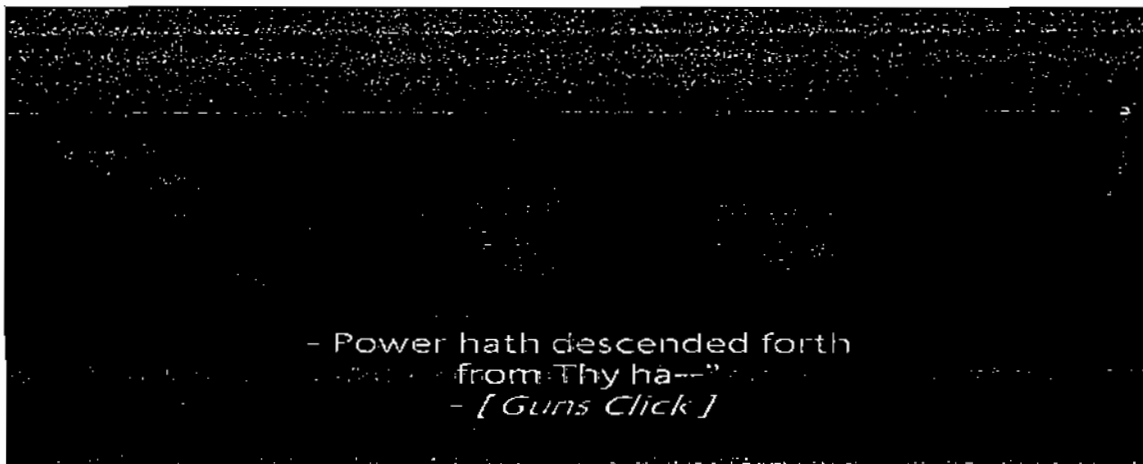 - Power hath descended forth
from Thy ha--"
- [ Guns Click ]